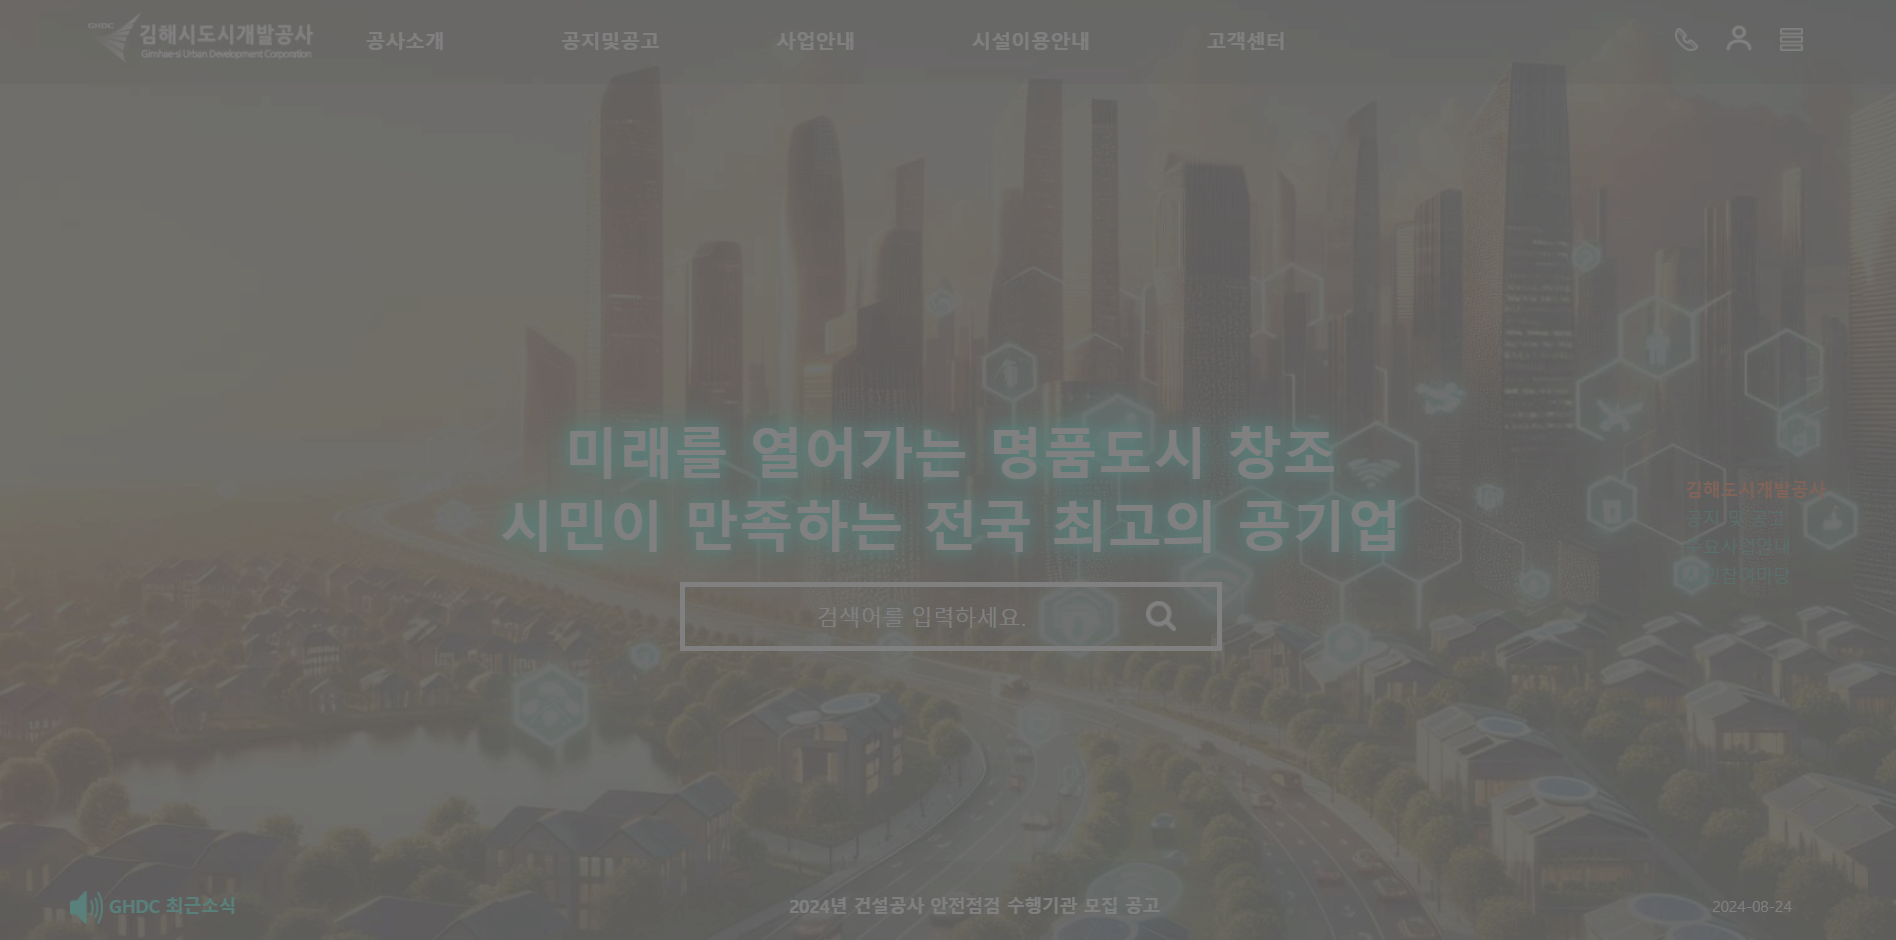 GHDC
김해시도시개발공사
Gimhae-si Urban Development Corporation
공사소개
공지및공고
사업안내
시설이용안내
고객센터
미래를 열어가는 명품도시 창조
시민이 만족하는 전국 최고의 공기업
검색어를 입력하세요.
김해도시개발공사
공지 및 공고
주요사업안내
GHDC 최근소식
2024년 건설공사 안전점검 수행기관 모집 공고
2024-08-24